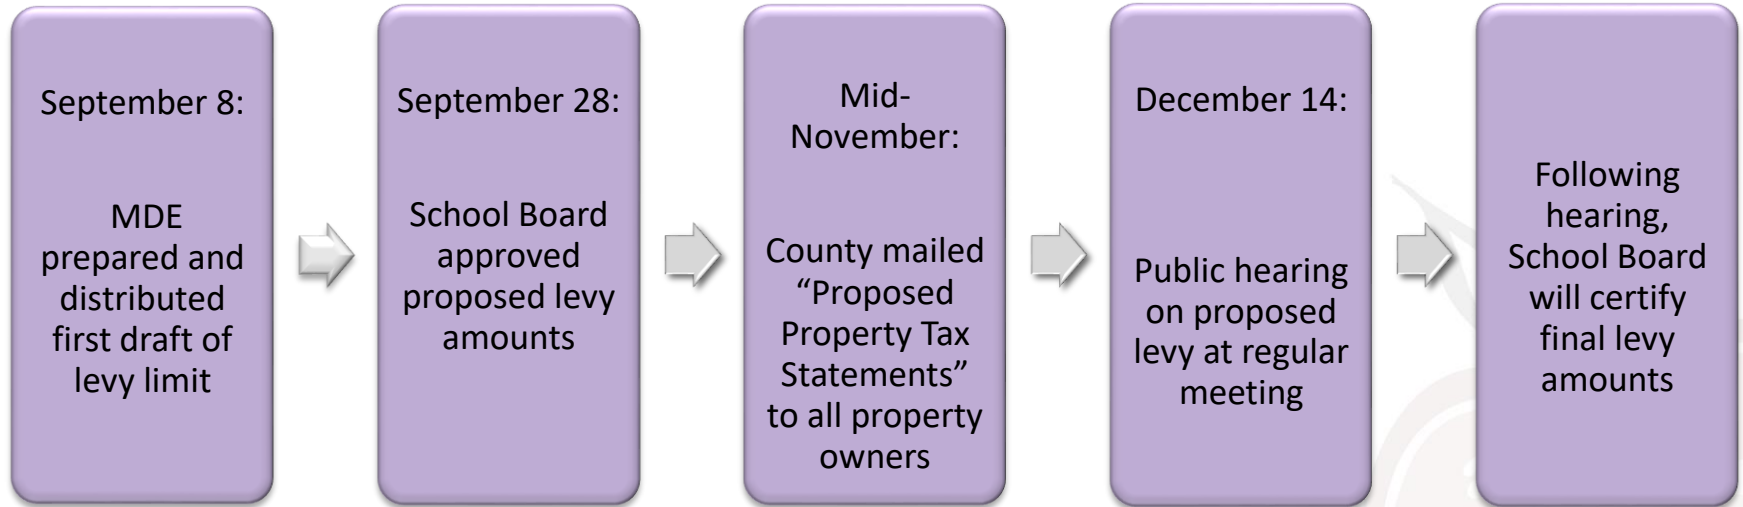 September 8:
MDE
prepared and
distributed
first draft of
levy limit
September 28:
School Board
approved
proposed levy
amounts
Mid-
November:
County mailed
“Proposed
Property Tax
Statements”
to all property
owners
December 14:
Public hearing
on proposed
levy at regular
meeting
Following
hearing,
School Board
will certify
final levy
amounts